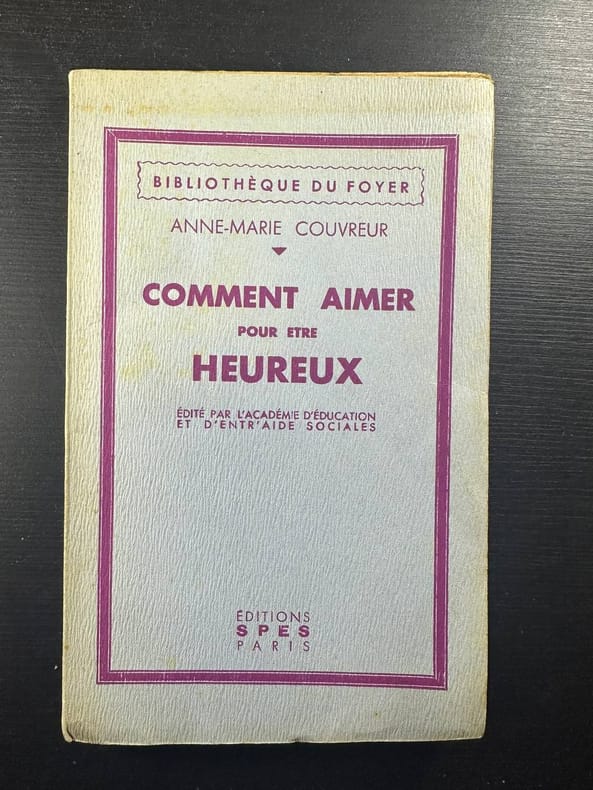 BIBLIOTHÈQUE DU FOYER
ANNE-MARIE COUVREUR
COMMENT AIMER
POUR ETRE
HEUREUX
ÉDITÉ PAR L'ACADÉMIE D'ÉDUCATION
ET D'ENTR'AIDE SOCIALES
ÉDITIONS
SPES
PARIS